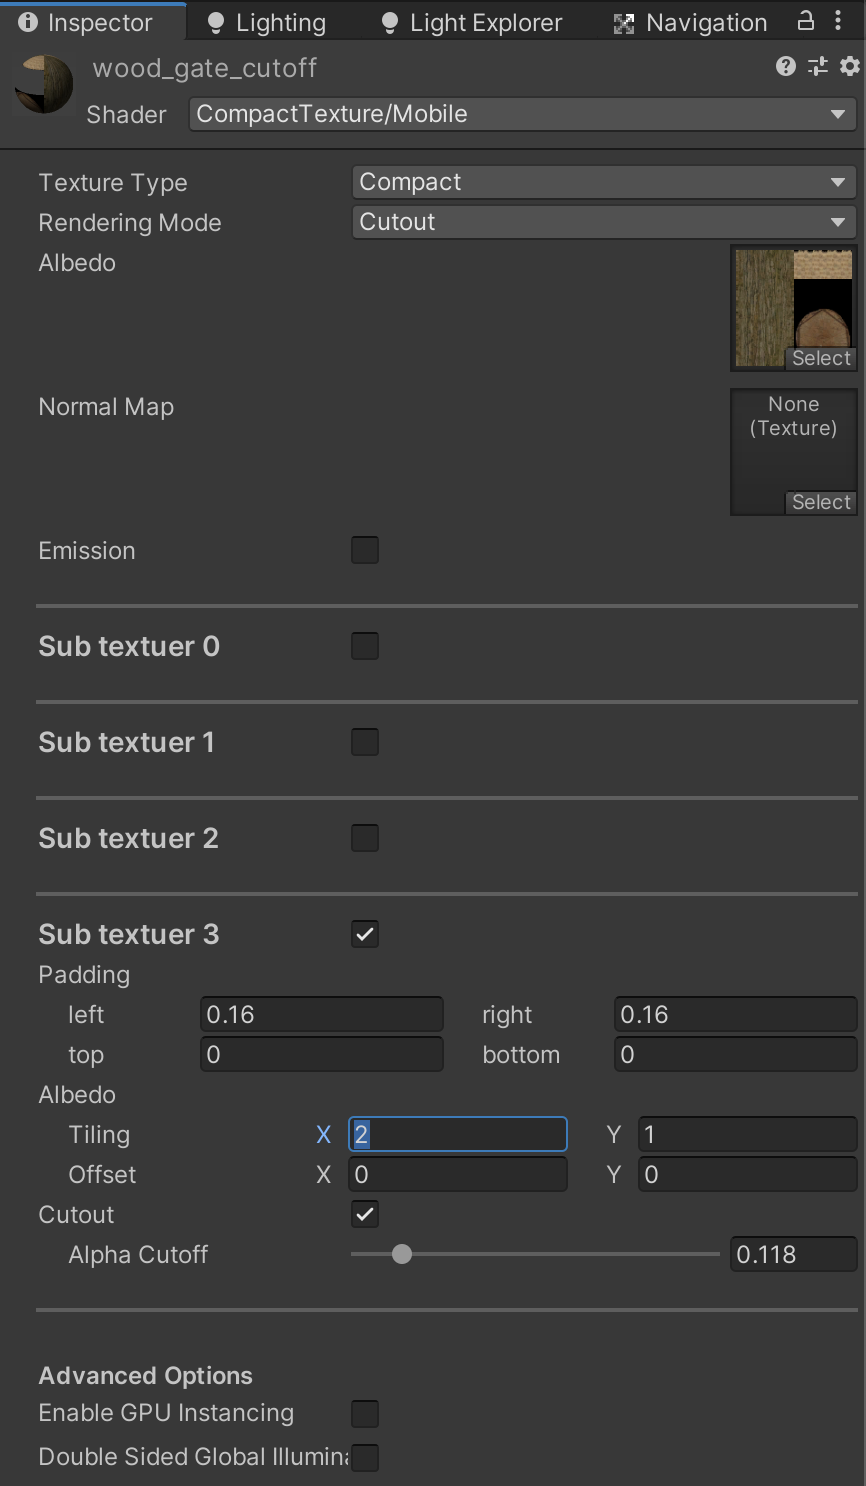 Inspector Lighting Light Explorer Navigation
wood_gate_cutoff
Shader CompactTexture/Mobile
Texture Type Compact
Rendering Mode Cutout
Albedo
Select
Normal Map None
(Texture)
Select
Emission
Sub textuer 0
Sub textuer 1
Sub textuer 2
Sub textuer 3
Padding
left 0.16 right 0.16
top 0 bottom 0
Albedo
Tiling X 2 Y 1
Offset X 0 Y 0
Cutout
Alpha Cutoff 0.118
Advanced Options
Enable GPU Instancing
Double Sided Global Illumina